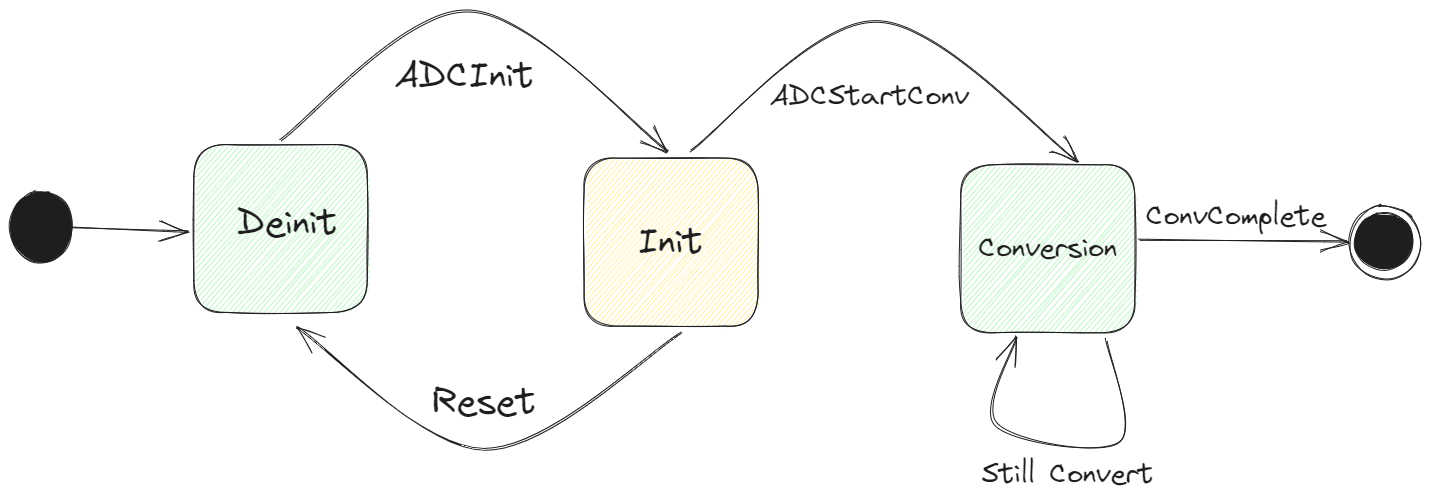 ADCInit
ADCStartConv
Deinit
Init
Conversion
ConvComplete
Reset
Still Convert